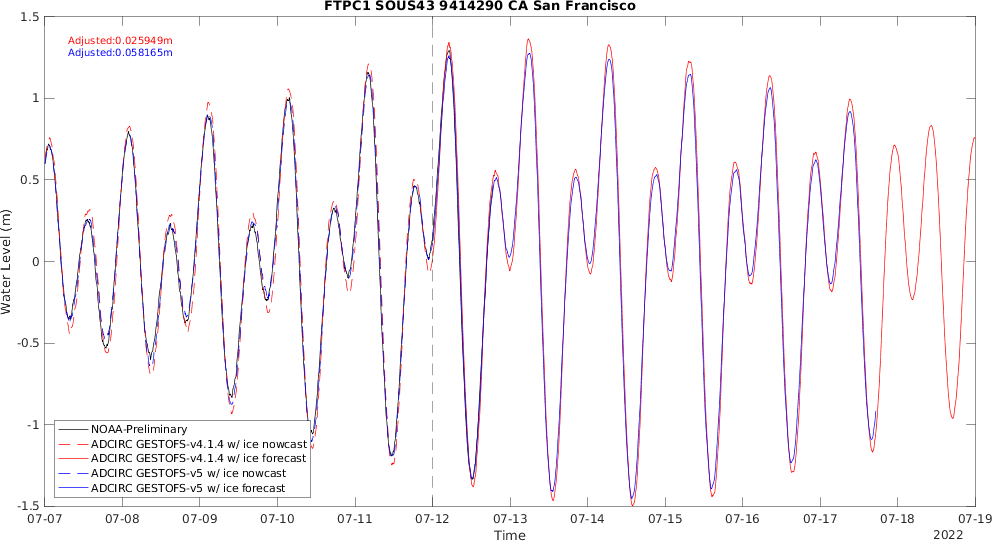 FTPC1 SOUS43 9414290 CA San Francisco
Adjusted:0.025949m
Adjusted:0.058165m
Water Level (m)
1.5
1
0.5
0
-0.5
-1
-1.5
NOAA-Preliminary
ADCIRC GESTOFS-v4.1.4 w/ ice nowcast
ADCIRC GESTOFS-v4.1.4 w/ ice forecast
ADCIRC GESTOFS-v5 w/ ice nowcast
ADCIRC GESTOFS-v5 w/ ice forecast
07-07 07-08 07-09 07-10 07-11 07-12 07-13 07-14 07-15 07-16 07-17 07-18 07-19
Time
2022